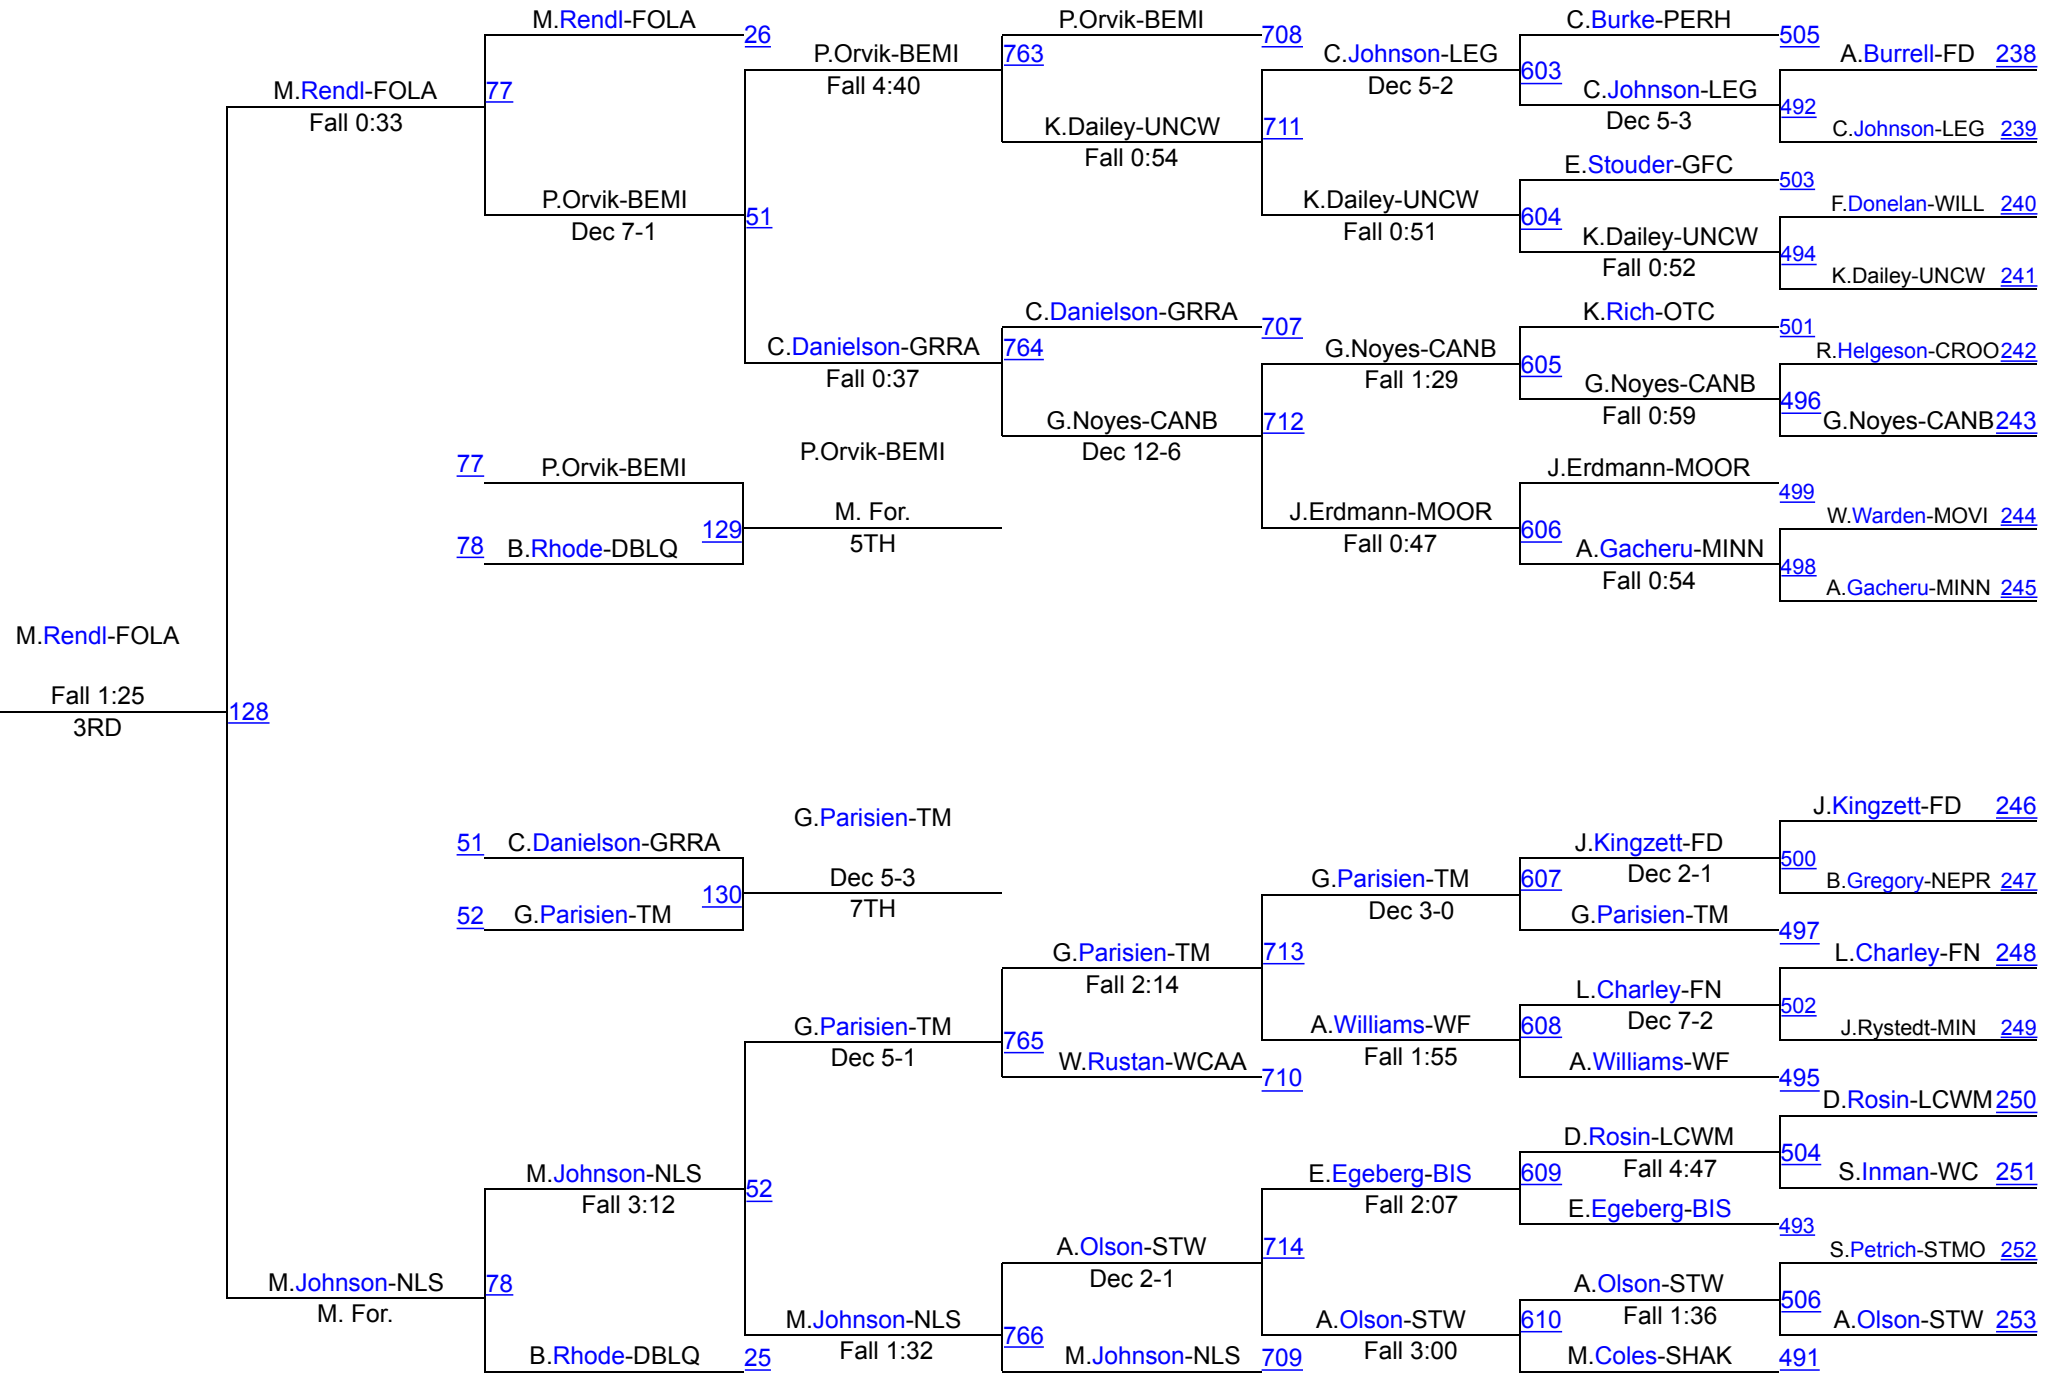 M.Rendl-FOLA
26
P.Orvik-BEMI
708
C.Burke-PERH
505
A.Burrell-FD 238
P.Orvik-BEMI
Fall 4:40
763
C.Johnson-LEG
Dec 5-2
603
C.Johnson-LEG
Dec 5-3
492
C.Johnson-LEG 239
M.Rendl-FOLA
Fall 0:33
77
K.Dailey-UNCW
Fall 0:54
711
E.Stouder-GFC
503
F.Donelan-WILL 240
P.Orvik-BEMI
Dec 7-1
51
K.Dailey-UNCW
Fall 0:51
604
K.Dailey-UNCW
Fall 0:52
494
K.Dailey-UNCW 241
C.Danielson-GRRA
707
K.Rich-OTC
501
R.Helgeson-CROO 242
C.Danielson-GRRA
Fall 0:37
764
G.Noyes-CANB
Fall 1:29
605
G.Noyes-CANB
Fall 0:59
496
G.Noyes-CANB 243
G.Noyes-CANB
Dec 12-6
712
77 P.Orvik-BEMI
P.Orvik-BEMI
J.Erdmann-MOOR
499
W.Warden-MOVI 244
78 B.Rhode-DBLQ
129
M. For.
5TH
J.Erdmann-MOOR
Fall 0:47
606
A.Gacheru-MINN
Fall 0:54
498
A.Gacheru-MINN 245
M.Rendl-FOLA
Fall 1:25
3RD
128
J.Kingzett-FD 246
G.Parisien-TM
51 C.Danielson-GRRA
J.Kingzett-FD
Dec 2-1
500
B.Gregory-NEPR 247
52 G.Parisien-TM
130
Dec 5-3
7TH
G.Parisien-TM
Dec 3-0
607
G.Parisien-TM
497
L.Charley-FN 248
G.Parisien-TM
Fall 2:14
713
L.Charley-FN
Dec 7-2
502
J.Rystedt-MIN 249
G.Parisien-TM
Dec 5-1
765
A.Williams-WF
Fall 1:55
608
W.Rustan-WCAA
710
A.Williams-WF
495
D.Rosin-LCWM 250
D.Rosin-LCWM
Fall 4:47
504
S.Inman-WC 251
M.Johnson-NLS
Fall 3:12
52
E.Egeberg-BIS
Fall 2:07
609
E.Egeberg-BIS
493
S.Petrich-STMO 252
A.Olson-STW
Dec 2-1
714
A.Olson-STW
Fall 1:36
506
A.Olson-STW 253
M.Johnson-NLS
M. For.
78
M.Johnson-NLS
Fall 1:32
766
A.Olson-STW
Fall 3:00
610
B.Rhode-DBLQ
25
M.Johnson-NLS
709
M.Coles-SHAK
491